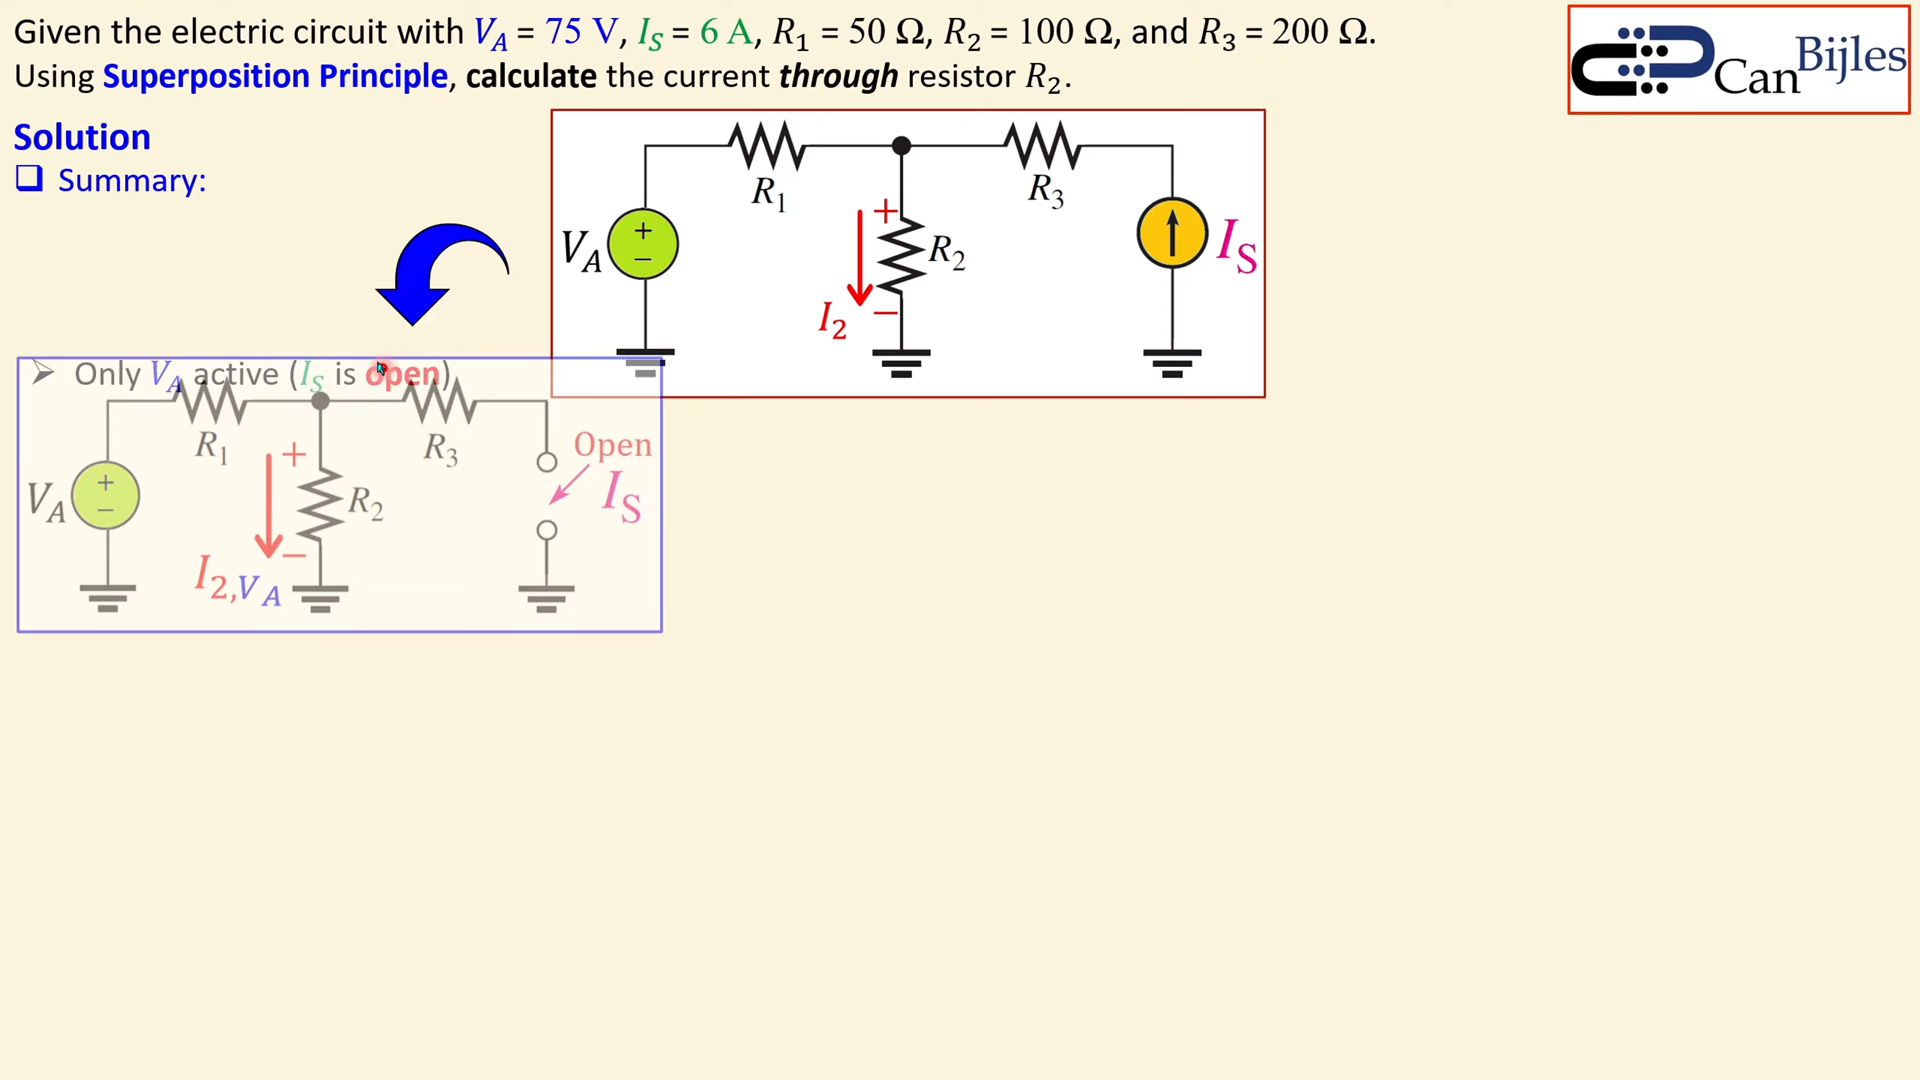 Given the electric circuit with V_A = 75 V, I_S = 6 A, R_1 = 50 Ω, R_2 = 100 Ω, and R_3 = 200 Ω.
Using Superposition Principle, calculate the current through resistor R_2.
Can Bijles
Solution
❑ Summary:
R_1
R_3
V_A
+
−
+
R_2
I_S
I_2
−
➢ Only V_A active (I_S is open)
R_1
R_3
Open
I_S
V_A
+
−
+
R_2
−
I_2,V_A